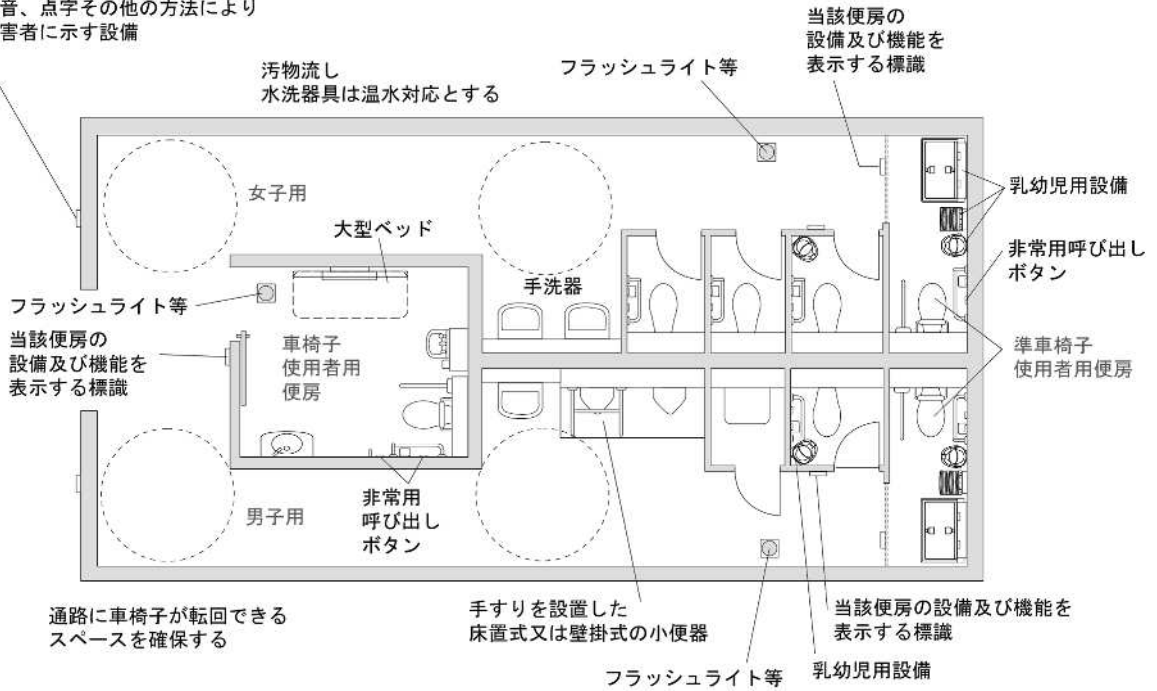 音、点字その他の方法により
害者に示す設備
汚物流し
水洗器具は温水対応とする
フラッシュライト等
当該便房の
設備及び機能を
表示する標識
女子用
大型ベッド
手洗器
乳幼児用設備
非常用呼び出し
ボタン
フラッシュライト等
当該便房の
設備及び機能を
表示する標識
車椅子
使用者用
便房
準車椅子
使用者用便房
男子用
非常用
呼び出し
ボタン
通路に車椅子が転回できる
スペースを確保する
手すりを設置した
床置式又は壁掛式の小便器
フラッシュライト等
当該便房の設備及び機能を
表示する標識
乳幼児用設備